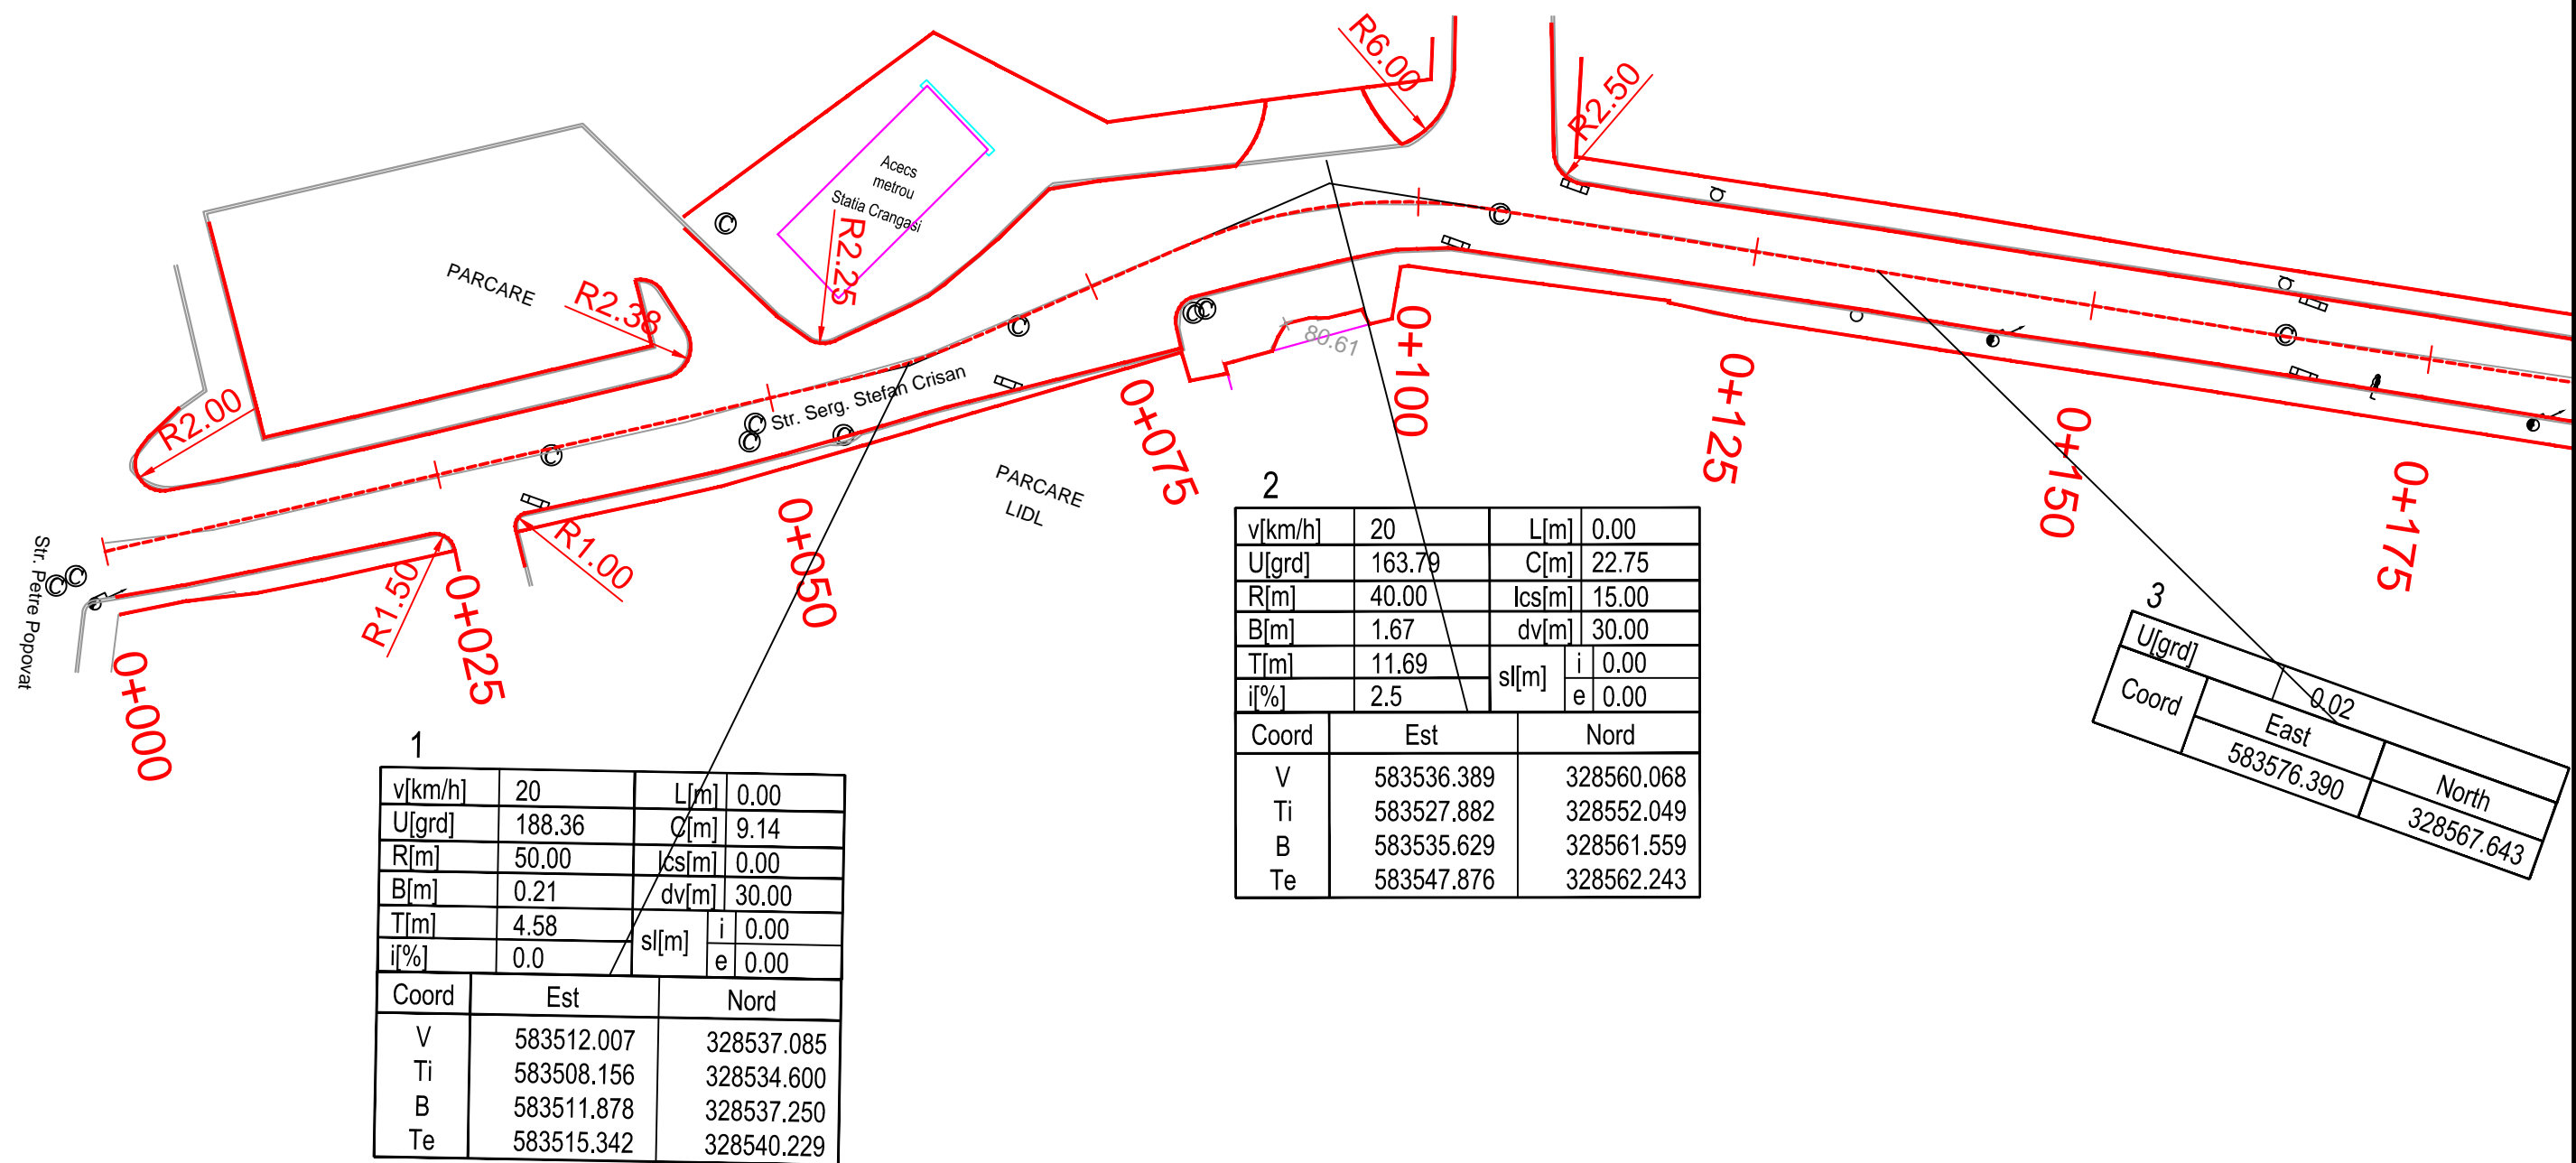 R6.00
R2.50
Acecs
metrou
Statia Crangasi
R2.25
PARCARE
R2.38
R2.00
80.61
Str. Serg. Stefan Crisan
PARCARE
LIDL
R1.00
R1.50
Str. Petre Popovat
0+000
0+025
0+050
0+075
0+100
0+125
0+150
0+175
1
v[km/h] 20 L[m] 0.00
U[grd] 188.36 C[m] 9.14
R[m] 50.00 lcs[m] 0.00
B[m] 0.21 dv[m] 30.00
T[m] 4.58 sl[m] i 0.00
i[%] 0.0 e 0.00
Coord Est Nord
V 583512.007 328537.085
Ti 583508.156 328534.600
B 583511.878 328537.250
Te 583515.342 328540.229
2
v[km/h] 20 L[m] 0.00
U[grd] 163.79 C[m] 22.75
R[m] 40.00 lcs[m] 15.00
B[m] 1.67 dv[m] 30.00
T[m] 11.69 sl[m] i 0.00
i[%] 2.5 e 0.00
Coord Est Nord
V 583536.389 328560.068
Ti 583527.882 328552.049
B 583535.629 328561.559
Te 583547.876 328562.243
3
U[grd] 0.02
Coord East North
583576.390 328567.643